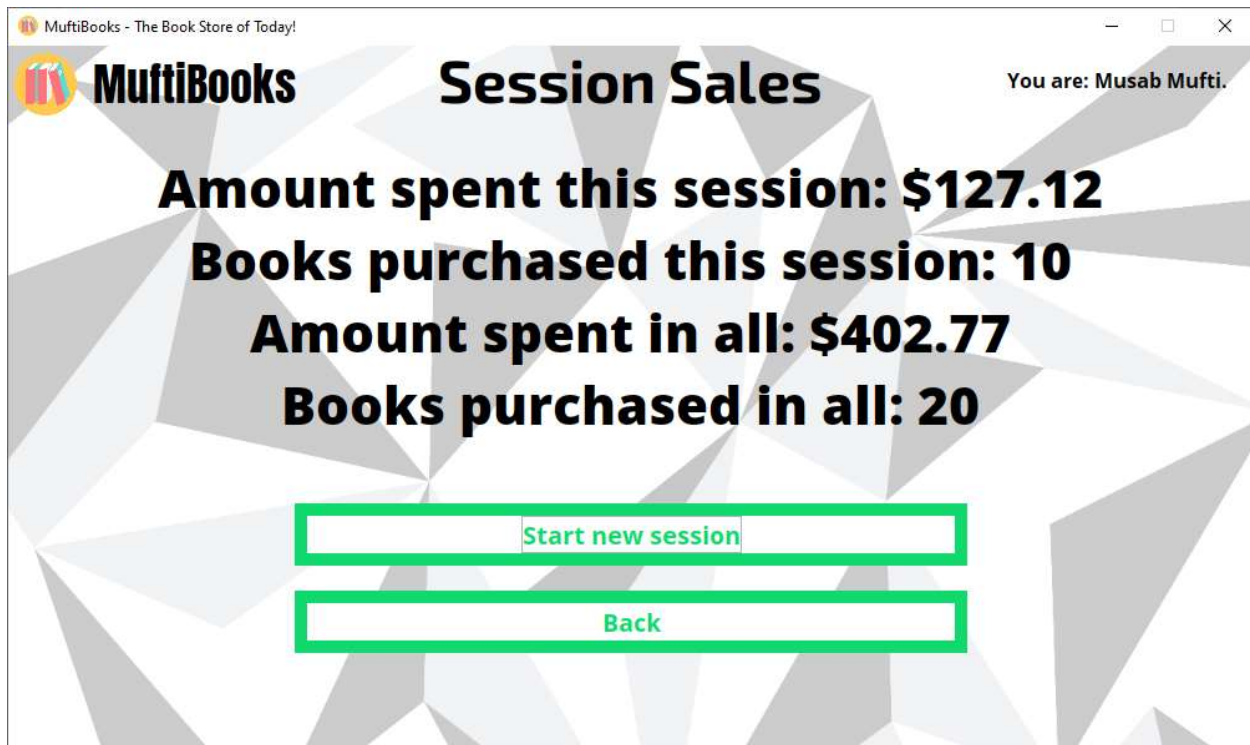 MuftiBooks - The Book Store of Today!
MuftiBooks
Session Sales
You are: Musab Mufti.
Amount spent this session: $127.12
Books purchased this session: 10
Amount spent in all: $402.77
Books purchased in all: 20
Start new session
Back